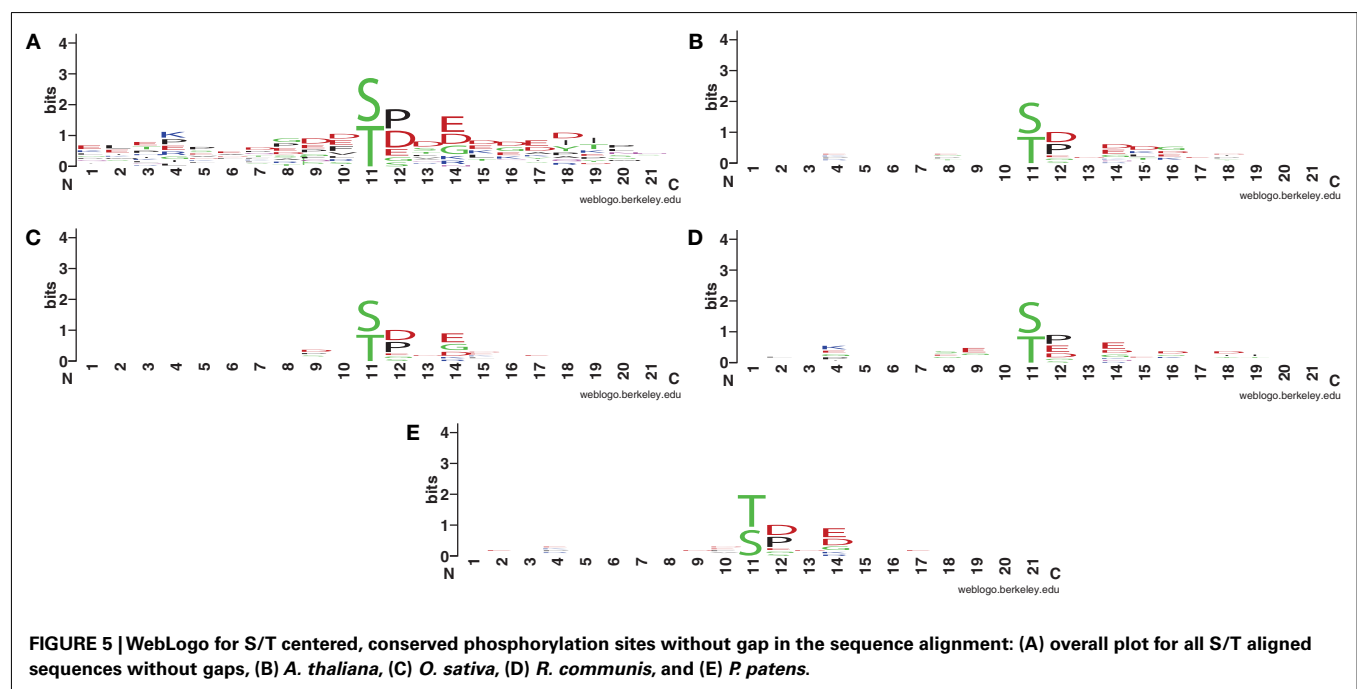 A
4
3
2
1
0
bits
S
T
P
D
E
E
D
G
K
N
1 2 3 4 5 6 7 8 9 10 11 12 13 14 15 16 17 18 19 20 21
C
weblogo.berkeley.edu
B
4
3
2
1
0
bits
S
T
D
P
N
1 2 3 4 5 6 7 8 9 10 11 12 13 14 15 16 17 18 19 20 21
C
weblogo.berkeley.edu
C
4
3
2
1
0
bits
S
T
D
P
E
G
N
1 2 3 4 5 6 7 8 9 10 11 12 13 14 15 16 17 18 19 20 21
C
weblogo.berkeley.edu
D
4
3
2
1
0
bits
K
E
S
T
P
E
D
E
N
1 2 3 4 5 6 7 8 9 10 11 12 13 14 15 16 17 18 19 20 21
C
weblogo.berkeley.edu
E
4
3
2
1
0
bits
T
S
D
P
E
D
N
1 2 3 4 5 6 7 8 9 10 11 12 13 14 15 16 17 18 19 20 21
C
weblogo.berkeley.edu
FIGURE 5 | WebLogo for S/T centered, conserved phosphorylation sites without gap in the sequence alignment: (A) overall plot for all S/T aligned
sequences without gaps, (B) A. thaliana, (C) O. sativa, (D) R. communis, and (E) P. patens.